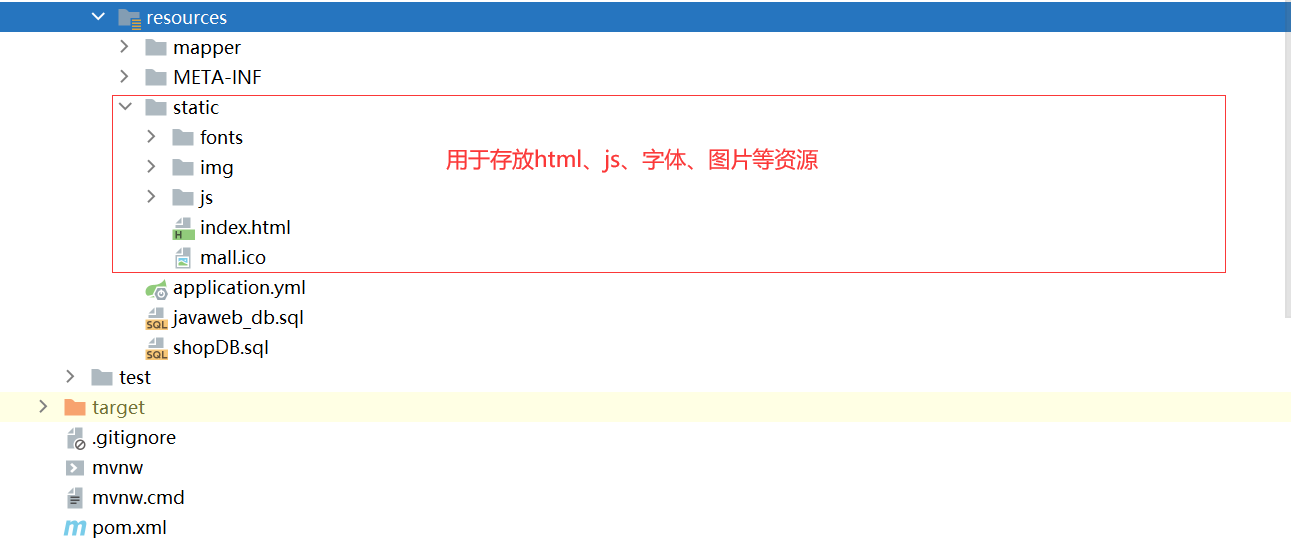 resources
mapper
META-INF
static
fonts
用于存放html、js、字体、图片等资源
img
js
index.html
mall.ico
application.yml
javaweb_db.sql
shopDB.sql
test
target
.gitignore
mvnw
mvnw.cmd
pom.xml